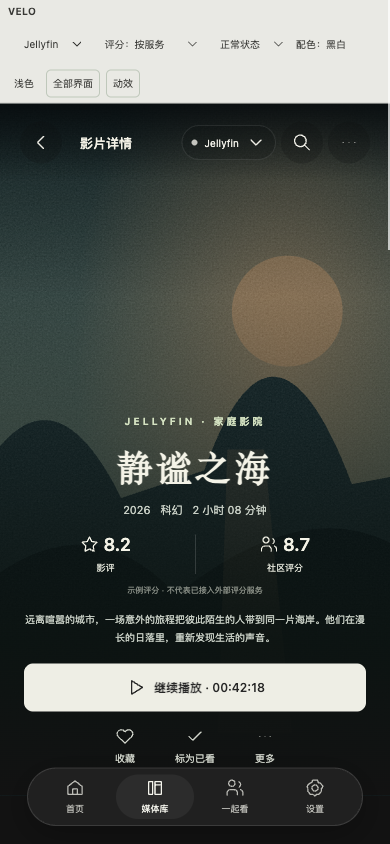 VELO
Jellyfin 评分：按服务 正常状态 配色：黑白
浅色 全部界面 动效
影片详情 Jellyfin
JELLYFIN · 家庭影院
静谧之海
2026 科幻 2 小时 08 分钟
8.2 8.7
影评 社区评分
示例评分 · 不代表已接入外部评分服务
远离喧嚣的城市，一场意外的旅程把彼此陌生的人带到同一片海岸。他们在漫
长的日落里，重新发现生活的声音。
继续播放 · 00:42:18
收藏 标为已看 更多
首页 媒体库 一起看 设置